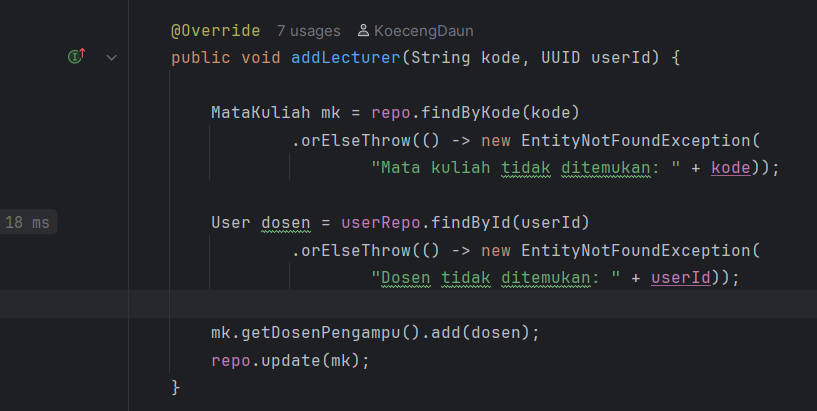 @Override 7 usages KoecengDaun
public void addLecturer(String kode, UUID userId) {
MataKuliah mk = repo.findByKode(kode)
.orElseThrow(() -> new EntityNotFoundException(
"Mata kuliah tidak ditemukan: " + kode));
18 ms User dosen = userRepo.findById(userId)
.orElseThrow(() -> new EntityNotFoundException(
"Dosen tidak ditemukan: " + userId));
mk.getDosenPengampu().add(dosen);
repo.update(mk);
}